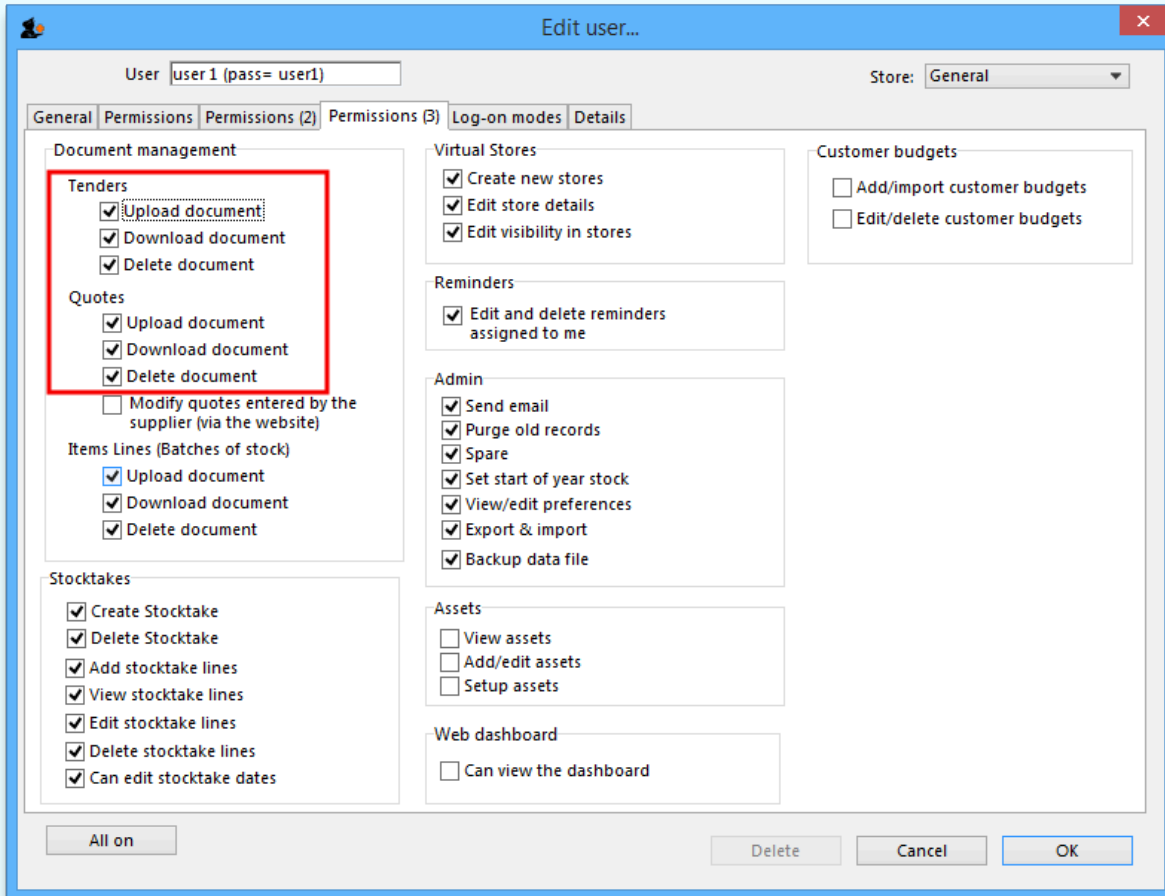 Edit user...
User user 1 (pass= user1)
Store: General
General Permissions Permissions (2) Permissions (3) Log-on modes Details
Document management
Tenders
Upload document
Download document
Delete document
Quotes
Upload document
Download document
Delete document
Modify quotes entered by the
supplier (via the website)
Items Lines (Batches of stock)
Upload document
Download document
Delete document
Stocktakes
Create Stocktake
Delete Stocktake
Add stocktake lines
View stocktake lines
Edit stocktake lines
Delete stocktake lines
Can edit stocktake dates
Virtual Stores
Create new stores
Edit store details
Edit visibility in stores
Reminders
Edit and delete reminders
assigned to me
Admin
Send email
Purge old records
Spare
Set start of year stock
View/edit preferences
Export & import
Backup data file
Assets
View assets
Add/edit assets
Setup assets
Web dashboard
Can view the dashboard
Customer budgets
Add/import customer budgets
Edit/delete customer budgets
All on
Delete
Cancel
OK